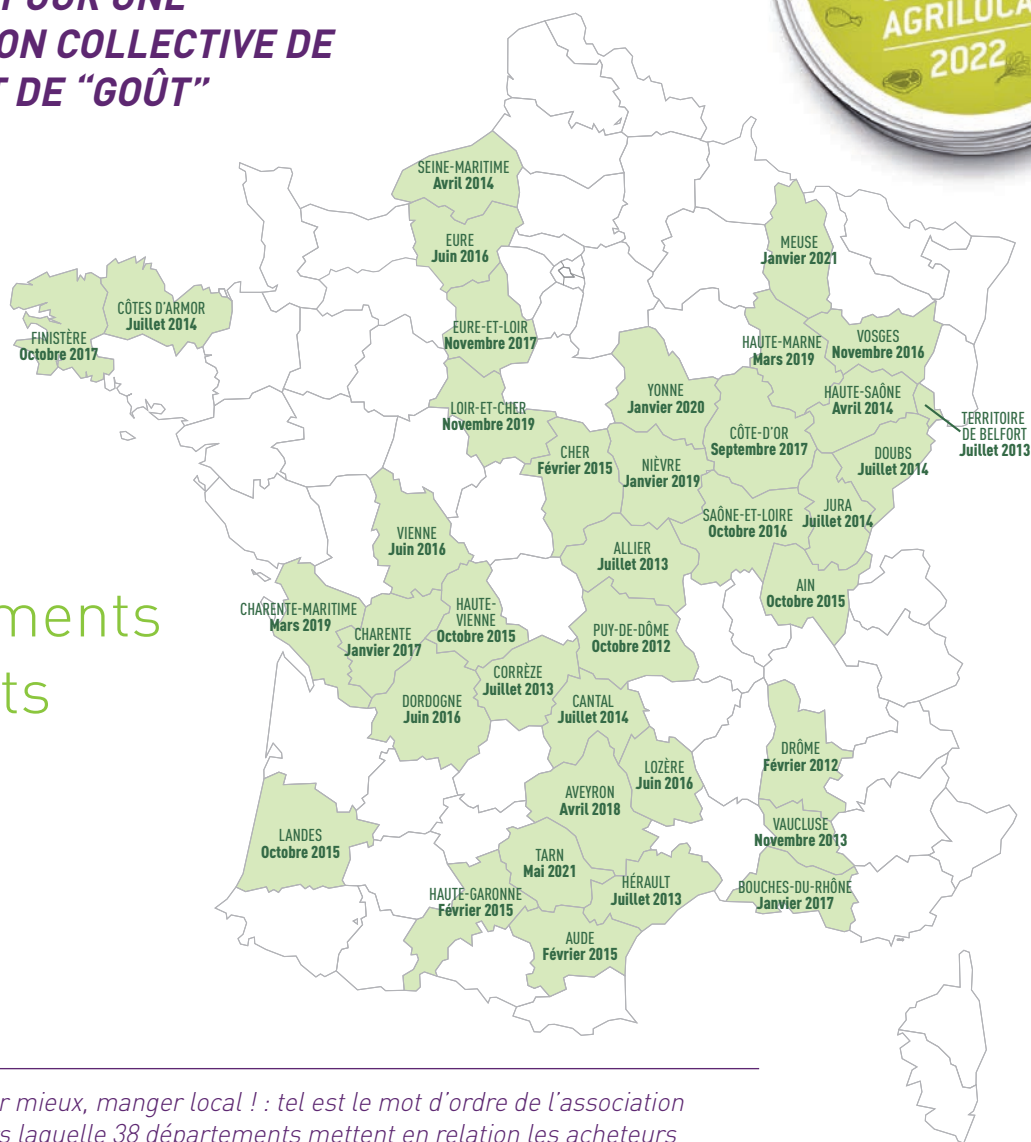 POUR UNE
ON COLLECTIVE DE
T DE “GOÛT”
AGRILOCAL
2022
SEINE-MARITIME
Avril 2014
EURE
Juin 2016
MEUSE
Janvier 2021
CÔTES D'ARMOR
Juillet 2014
FINISTÈRE
Octobre 2017
EURE-ET-LOIR
Novembre 2017
HAUTE-MARNE
Mars 2019
VOSGES
Novembre 2016
YONNE
Janvier 2020
HAUTE-SAÔNE
Avril 2014
LOIR-ET-CHER
Novembre 2019
TERRITOIRE
DE BELFORT
Juillet 2013
CÔTE-D'OR
Septembre 2017
CHER
Février 2015
NIÈVRE
Janvier 2019
DOUBS
Juillet 2014
SAÔNE-ET-LOIRE
Octobre 2016
JURA
Juillet 2014
VIENNE
Juin 2016
ALLIER
Juillet 2013
AIN
Octobre 2015
ments
ts
CHARENTE-MARITIME
Mars 2019
CHARENTE
Janvier 2017
HAUTE-
VIENNE
Octobre 2015
PUY-DE-DÔME
Octobre 2012
CORRÈZE
Juillet 2013
DORDOGNE
Juin 2016
CANTAL
Juillet 2014
DRÔME
Février 2012
LOZÈRE
Juin 2016
AVEYRON
Avril 2018
LANDES
Octobre 2015
VAUCLUSE
Novembre 2013
TARN
Mai 2021
HAUTE-GARONNE
Février 2015
HÉRAULT
Juillet 2013
BOUCHES-DU-RHÔNE
Janvier 2017
AUDE
Février 2015
r mieux, manger local ! : tel est le mot d'ordre de l'association
s laquelle 38 départements mettent en relation les acheteurs